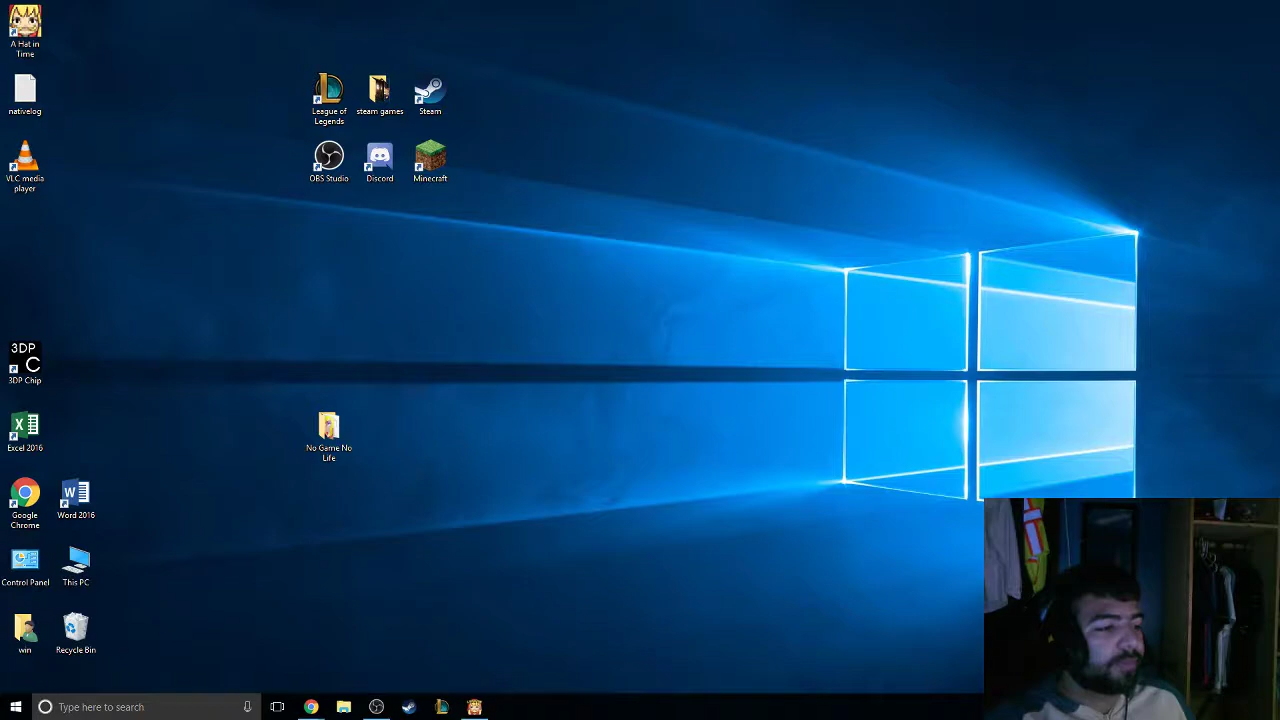 A Hat in
Time
nativelog
VLC media
player
League of
Legends
steam games
Steam
OBS Studio
Discord
Minecraft
3DP
C
3DP Chip
Excel 2016
No Game No
Life
Google
Chrome
Word 2016
Control Panel
This PC
win
Recycle Bin
Type here to search